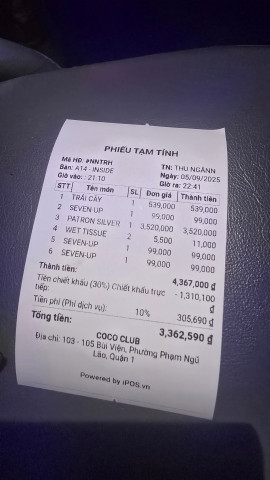 PHIẾU TẠM TÍNH
Mã HĐ: #NNTRH
TN: THU NGÂNN
Bàn: A14 - INSIDE
Ngày: 05/09/2025
Giờ vào: 21:10
Giờ ra: 22:41
STT Tên món SL Đơn giá Thành tiền
1 TRÁI CÂY 1 539,000 539,000
2 SEVEN-UP 1 99,000 99,000
3 PATRON SILVER 1 3,520,000 3,520,000
4 WET TISSUE 2 5,500 11,000
5 SEVEN-UP 1 99,000 99,000
6 SEVEN-UP 1 99,000 99,000
Thành tiền: 4,367,000 đ
Tiền chiết khấu (30%) Chiết khấu trực - 1,310,100
tiếp: đ
Tiền phí (Phí dịch vụ): 10% 305,690 đ
Tổng tiền: 3,362,590 đ
COCO CLUB
Địa chỉ: 103 - 105 Bùi Viện, Phường Phạm Ngũ
Lão, Quận 1
Powered by iPOS.vn